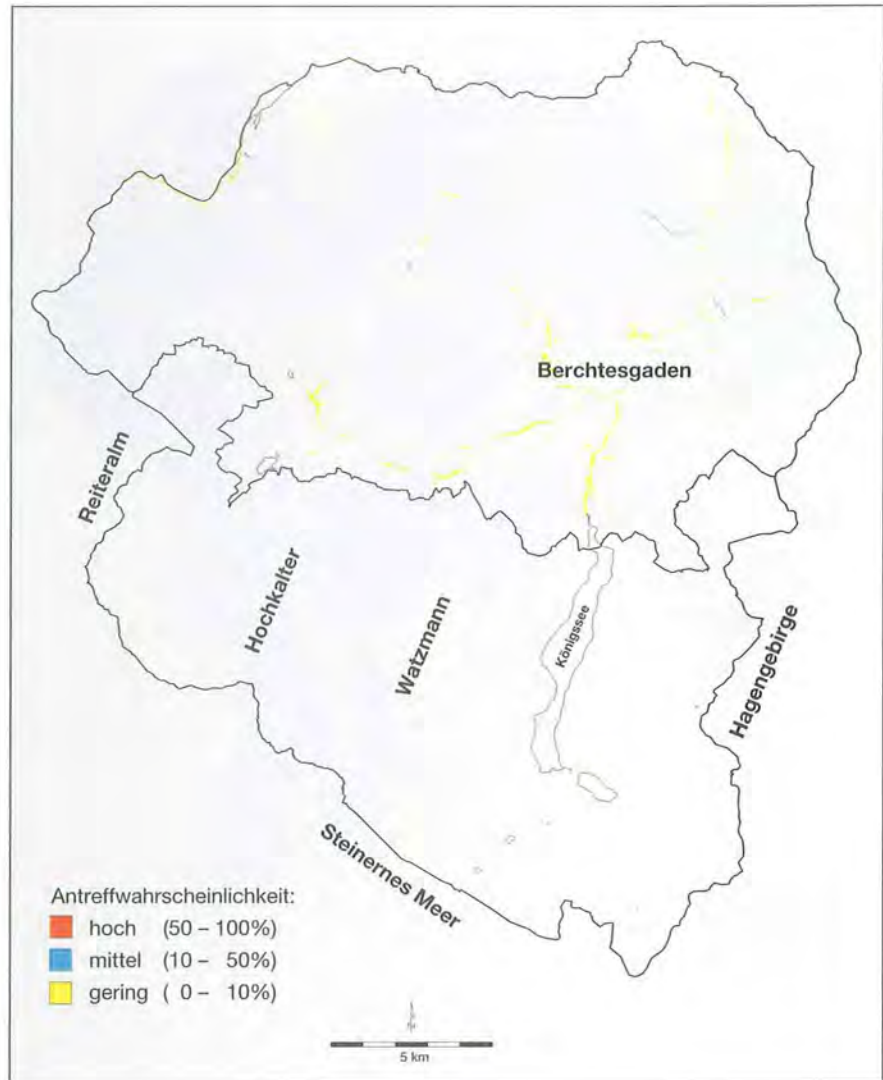 Berchtesgaden
Reiteralm
Hochkalter
Watzmann
Königssee
Hagengebirge
Steinernes Meer
Antreffwahrscheinlichkeit:
hoch (50 – 100%)
mittel (10 – 50%)
gering ( 0 – 10%)
5 km